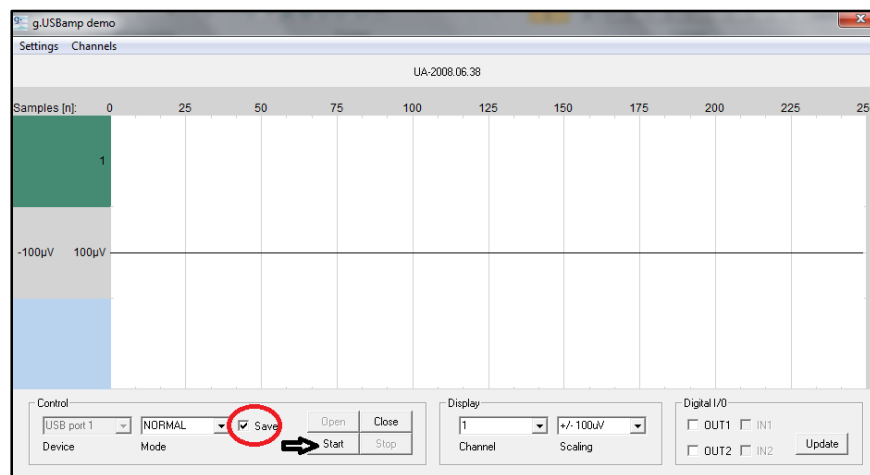 g.USBamp demo
Settings Channels
UA-2008.06.38
Samples [n]: 0 25 50 75 100 125 150 175 200 225 25
1
-100µV 100µV
Control Display Digital I/O
USB port 1 NORMAL Save Open Close 1 +/- 100uV OUT1 IN1
Device Mode Start Stop Channel Scaling OUT2 IN2 Update